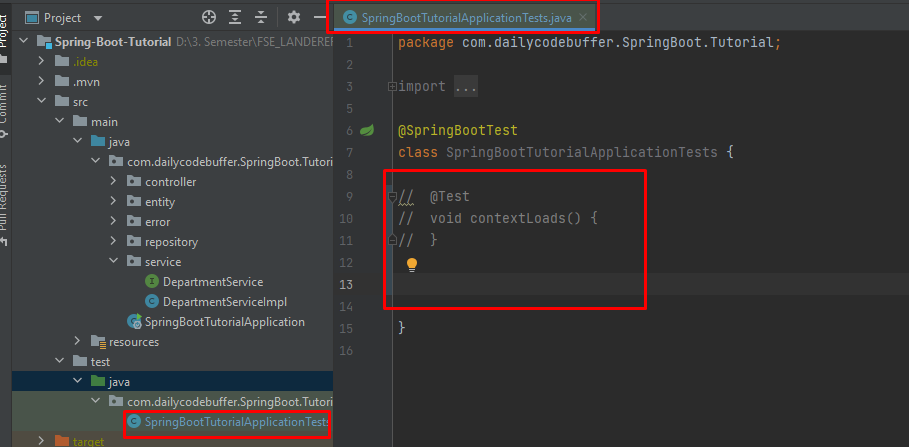 Project
SpringBootTutorialApplicationTests.java
Project
Commit
Pull Requests
Spring-Boot-Tutorial D:\3. Semester\FSE_LANDERER
.idea
.mvn
src
main
java
com.dailycodebuffer.SpringBoot.Tutori
controller
entity
error
repository
service
DepartmentService
DepartmentServiceImpl
SpringBootTutorialApplication
resources
test
java
com.dailycodebuffer.SpringBoot.Tutori
SpringBootTutorialApplicationTests
target
1 package com.dailycodebuffer.SpringBoot.Tutorial;
2
3 import ...
6 @SpringBootTest
7 class SpringBootTutorialApplicationTests {
8
9 // @Test
10 // void contextLoads() {
11 // }
12
13
14
15 }
16